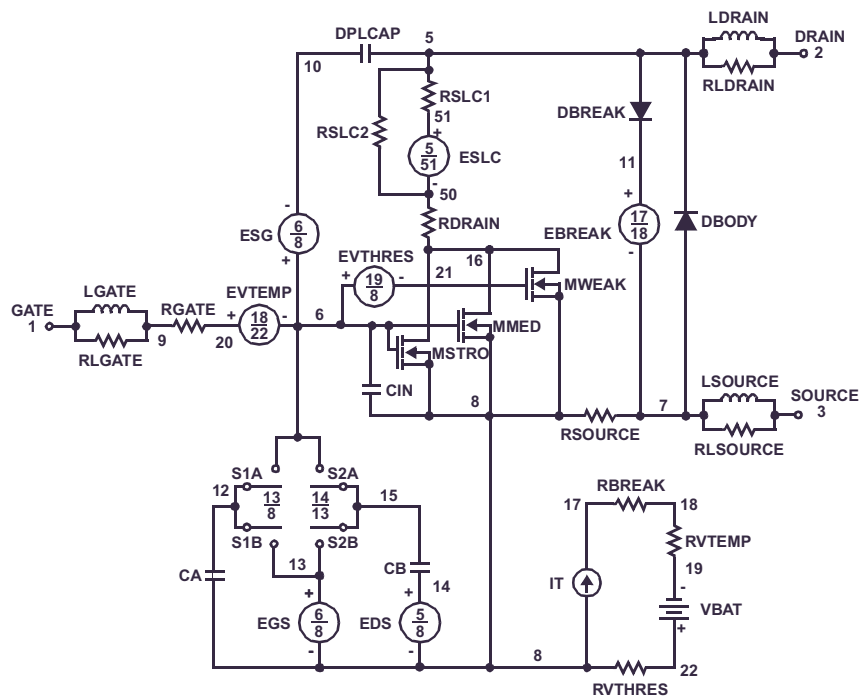 LDRAIN
DPLCAP
5
DRAIN
2
10
RLDRAIN
RSLC1
51
DBREAK
RSLC2
+
5
51
ESLC
11
-
50
-
+
17
18
ESG
6
8
RDRAIN
EBREAK
DBODY
+
EVTHRES
16
-
+
19
8
-
21
MWEAK
LGATE
EVTEMP
GATE
1
RGATE
+
18
22
-
6
MMED
9
20
RLGATE
MSTRO
CIN
LSOURCE
8
7
SOURCE
3
RSOURCE
RLSOURCE
S1A
S2A
12
13
8
14
13
15
RBREAK
17
18
S1B
S2B
RVTEMP
13
CB
CA
14
IT
19
-
+
+
VBAT
EGS
6
8
EDS
5
8
+
-
-
8
22
RVTHRES